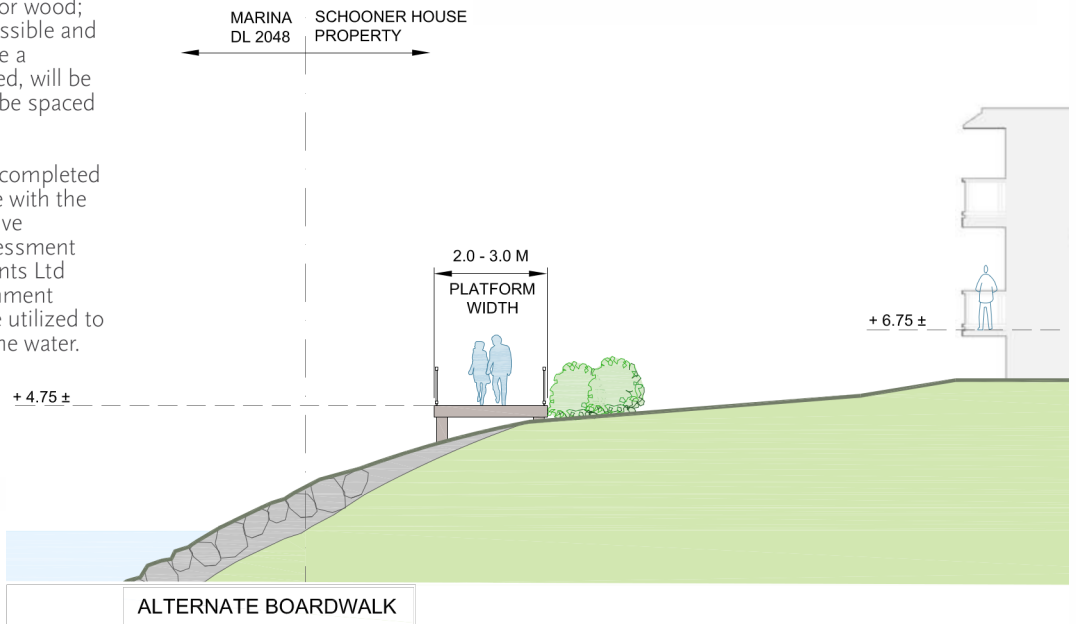 or wood;
ssible and
e a
ed, will be
be spaced
completed
e with the
ve
essment
nts Ltd
nment
e utilized to
he water.
MARINA
DL 2048
SCHOONER HOUSE
PROPERTY
2.0 - 3.0 M
PLATFORM
WIDTH
+ 6.75 ±
+ 4.75 ±
ALTERNATE BOARDWALK